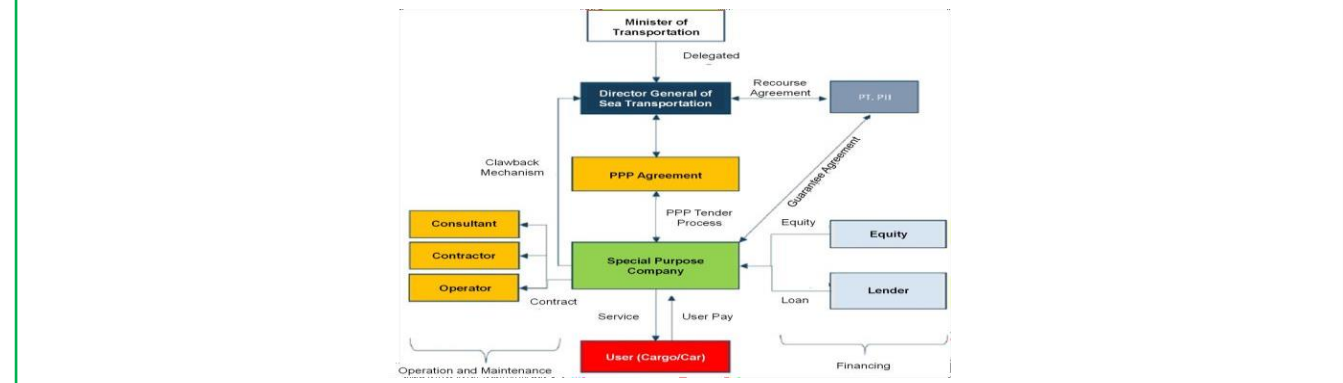 Minister of
Transportation
Delegated
Director General of
Sea Transportation
Recourse
Agreement
PT. PII
Clawback
Mechanism
PPP Agreement
Guarantee Agreement
PPP Tender
Process
Consultant
Contractor
Operator
Contract
Special Purpose
Company
Equity
Equity
Loan
Lender
Service
User Pay
User (Cargo/Car)
Operation and Maintenance
Financing